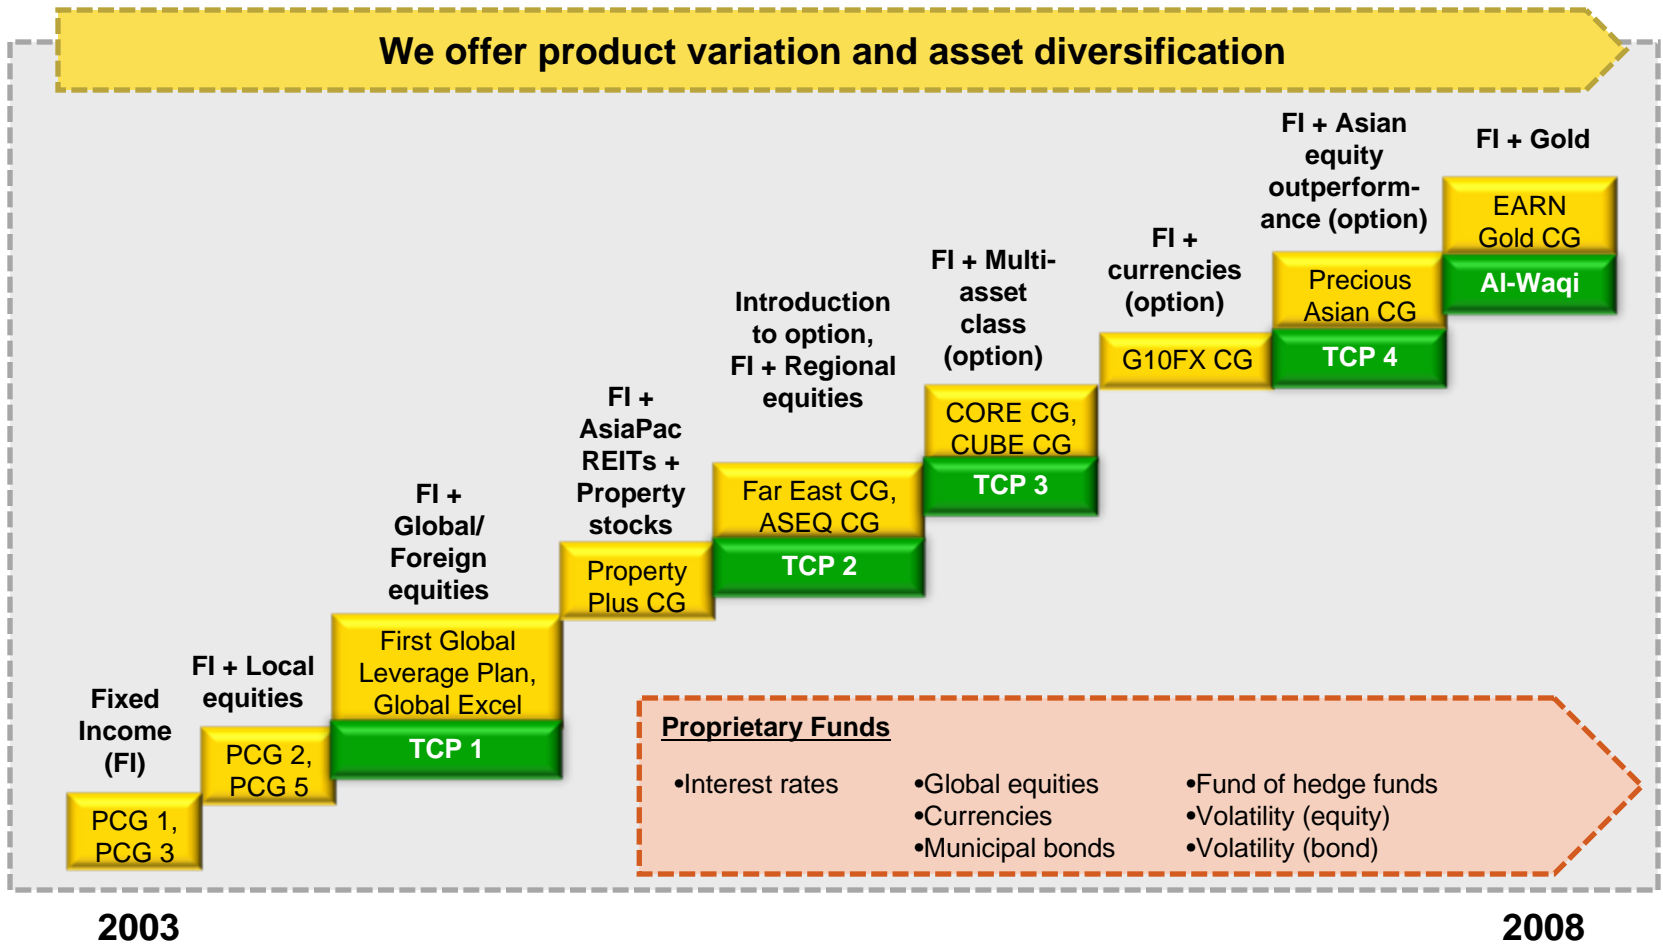 We offer product variation and asset diversification
Fixed
Income
(FI)
PCG 1,
PCG 3
FI + Local
equities
PCG 2,
PCG 5
FI +
Global/
Foreign
equities
First Global
Leverage Plan,
Global Excel
TCP 1
FI +
AsiaPac
REITs +
Property
stocks
Property
Plus CG
Introduction
to option,
FI + Regional
equities
Far East CG,
ASEQ CG
TCP 2
FI + Multi-
asset
class
(option)
CORE CG,
CUBE CG
TCP 3
FI +
currencies
(option)
G10FX CG
FI + Asian
equity
outperform-
ance (option)
Precious
Asian CG
TCP 4
FI + Gold
EARN
Gold CG
Al-Waqi
Proprietary Funds
•Interest rates
•Global equities
•Currencies
•Municipal bonds
•Fund of hedge funds
•Volatility (equity)
•Volatility (bond)
2003
2008